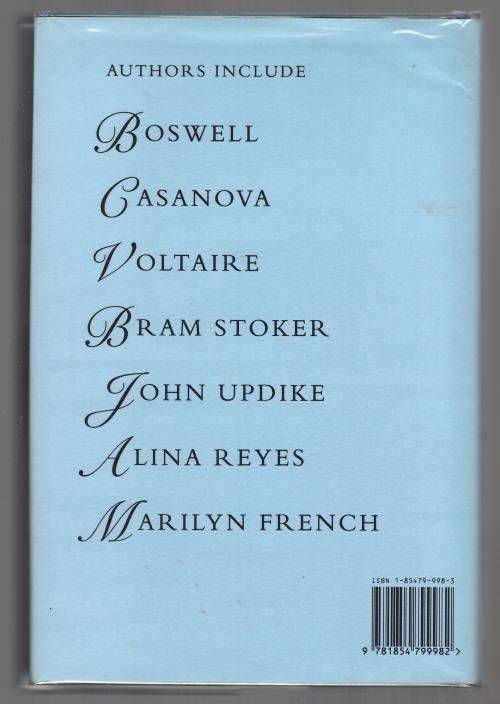 AUTHORS INCLUDE
BOSWELL
CASANOVA
VOLTAIRE
BRAM STOKER
JOHN UPDIKE
ALINA REYES
MARILYN FRENCH
ISBN 1-85479-998-3
9 781854 799982 >